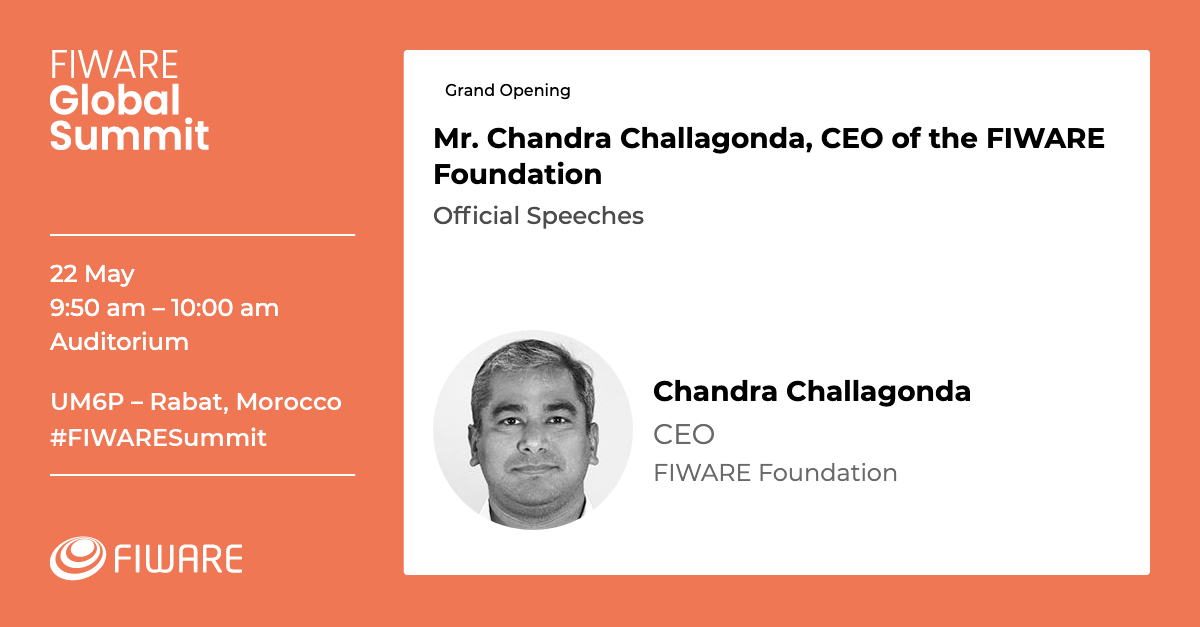 FIWARE
Global
Summit
22 May
9:50 am – 10:00 am
Auditorium
UM6P – Rabat, Morocco
#FIWARESummit
FIWARE
Grand Opening
Mr. Chandra Challagonda, CEO of the FIWARE
Foundation
Official Speeches
Chandra Challagonda
CEO
FIWARE Foundation